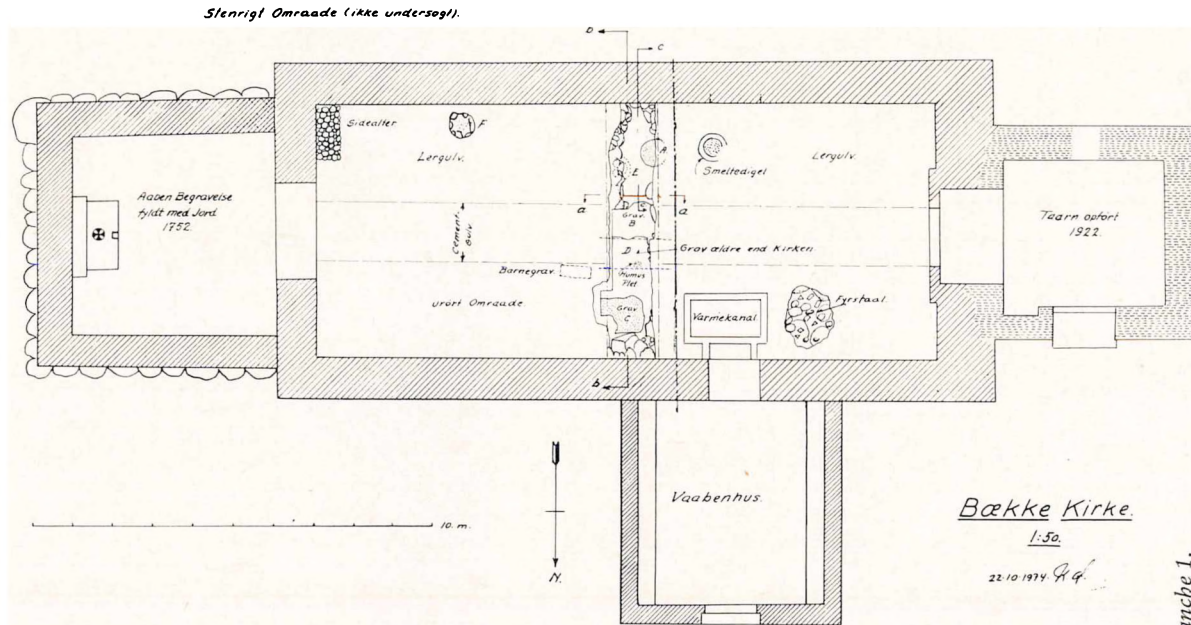 Stenrigt Omraade (ikke undersøgt).
D
c
Sidealter
F
Lergulv.
A
E
Smeltedigel
Lergulv.
Aaben Begravelse
fyldt med Jord
1752.
Cement.
Gulv.
a
a
Grav
B
D
Grav ældre end Kirken
Humus
Plet
Barnegrav.
urørt Omraade
Grav
C
Varmekanal
Fyrstaal
Taarn opført
1922.
b
Vaabenhus.
10. m.
N.
Bække Kirke.
1:50.
22·10·1974
anche 1.